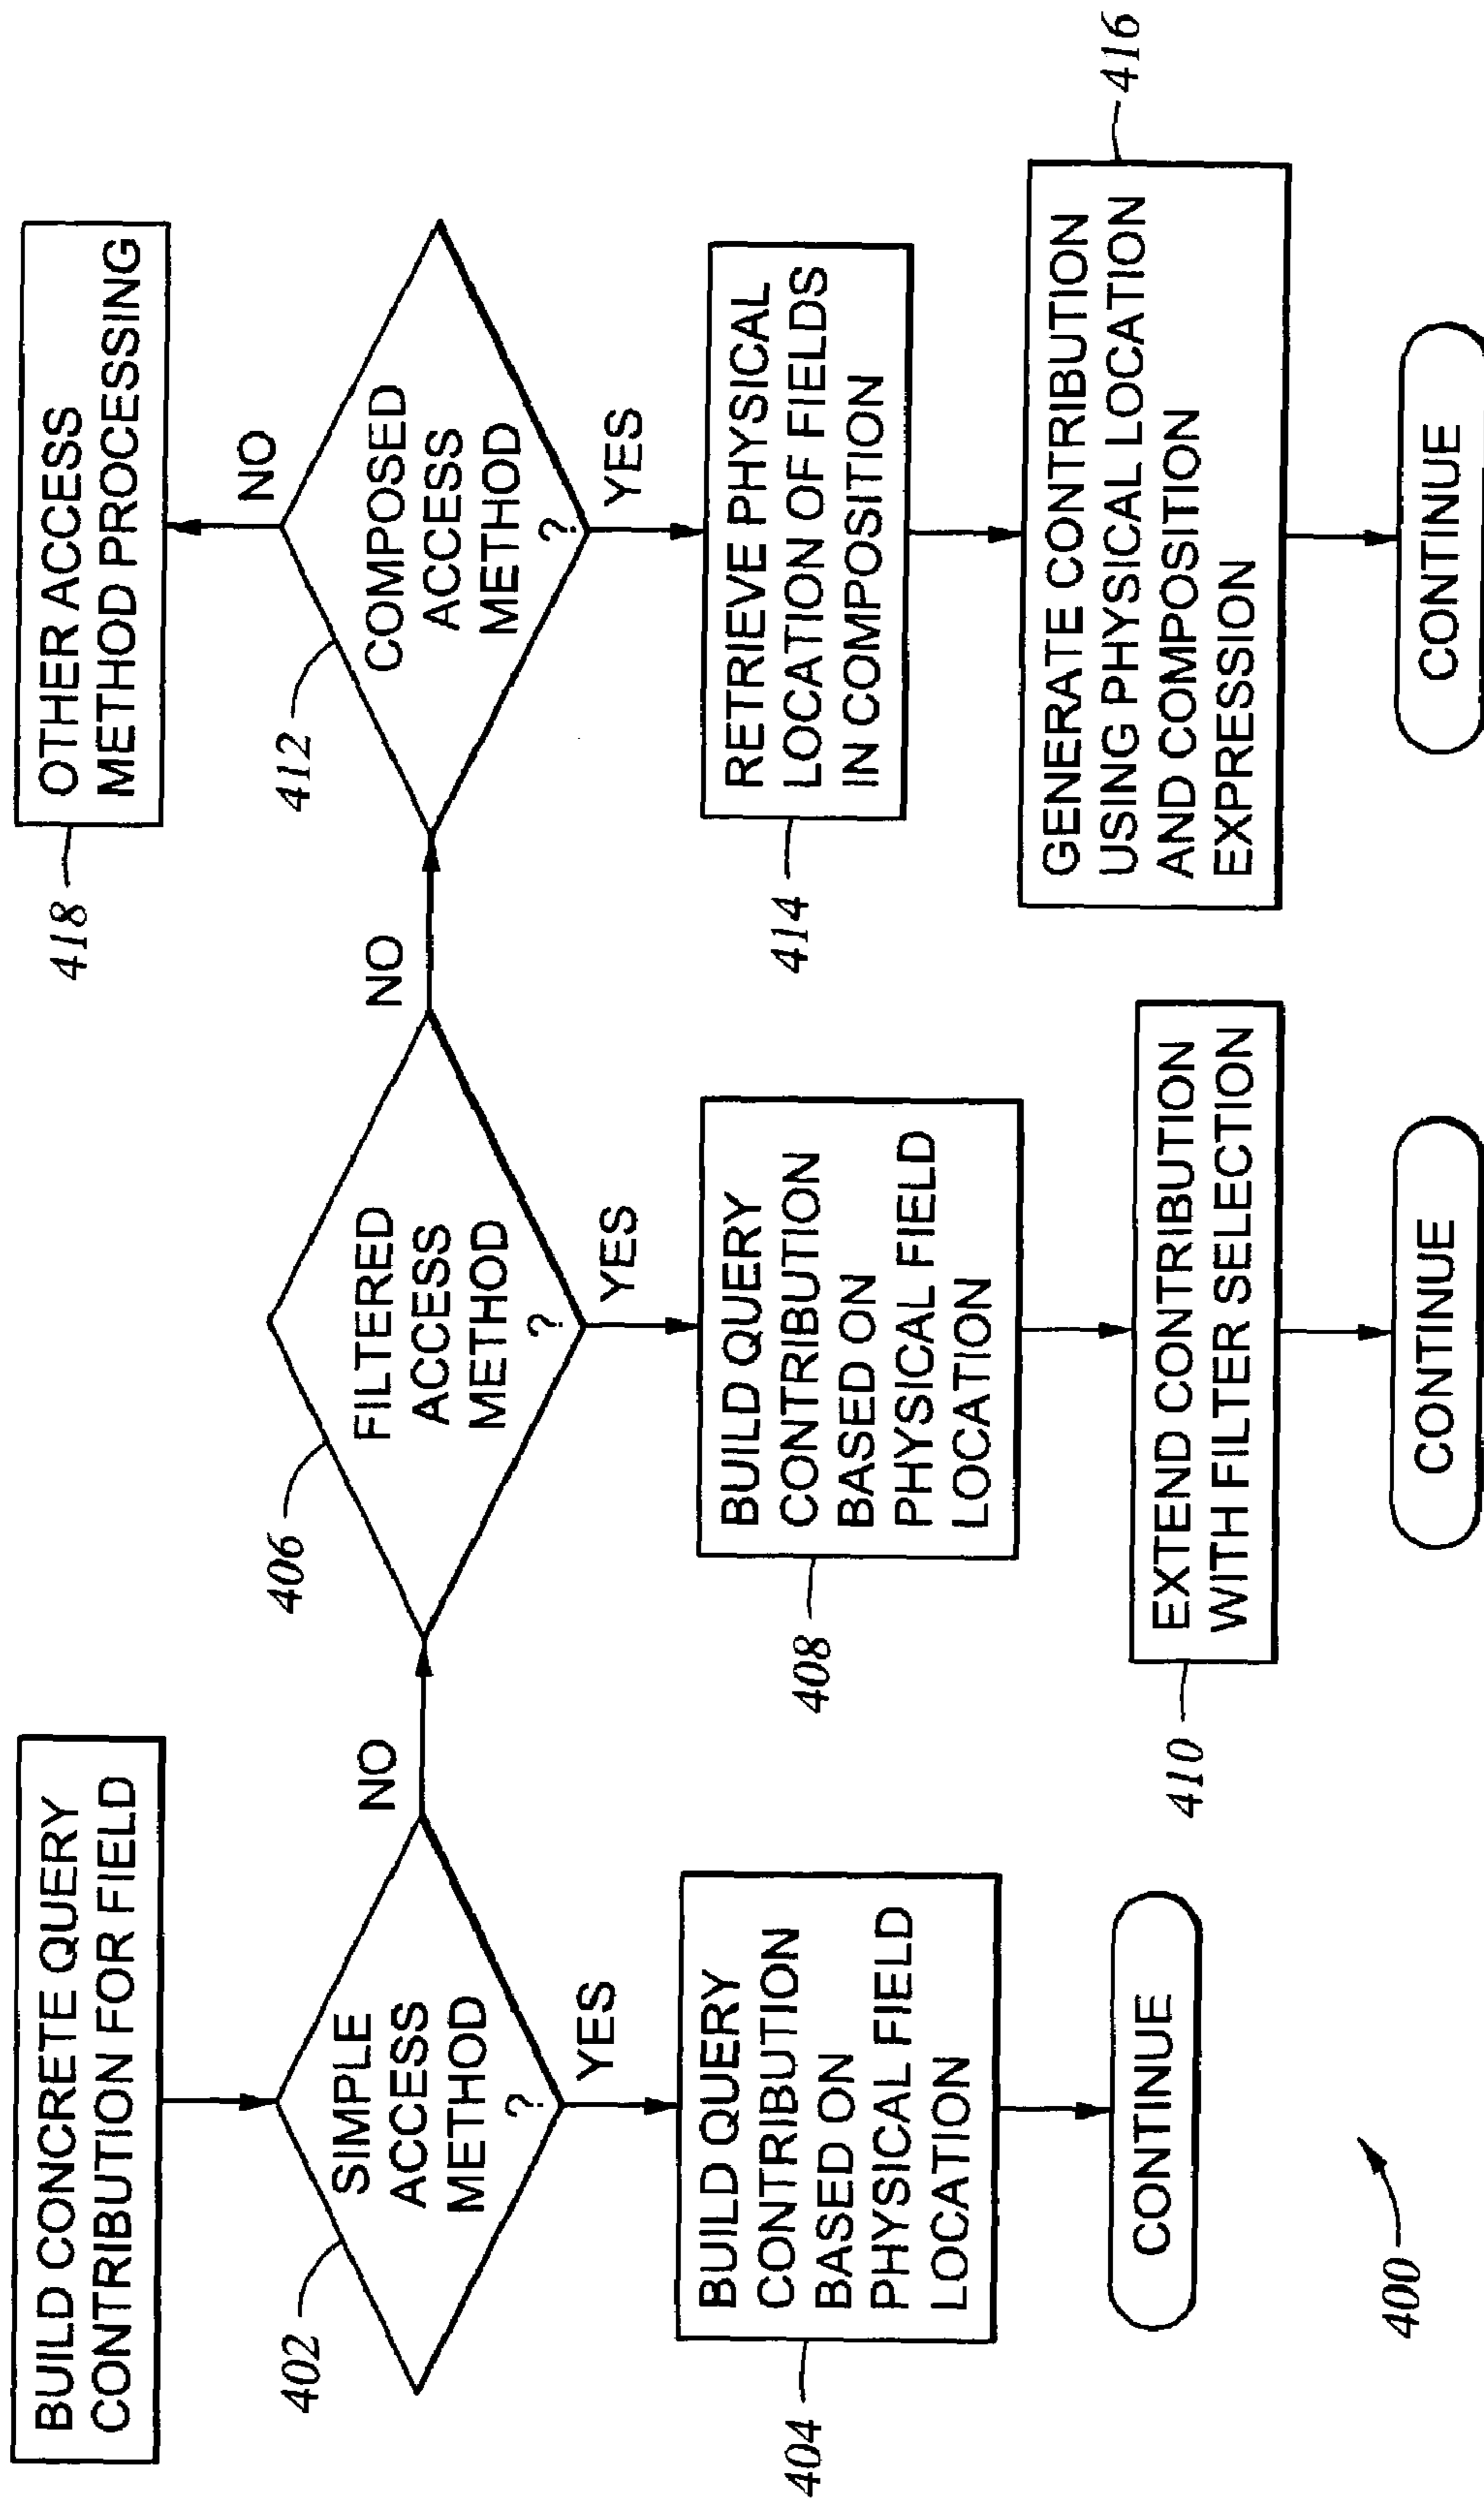 BUILD CONCRETE QUERY
CONTRIBUTION FOR FIELD
402
SIMPLE
ACCESS
METHOD
?
NO
YES
404
BUILD QUERY
CONTRIBUTION
BASED ON
PHYSICAL FIELD
LOCATION
CONTINUE
406
FILTERED
ACCESS
METHOD
?
NO
YES
408
BUILD QUERY
CONTRIBUTION
BASED ON
PHYSICAL FIELD
LOCATION
410
EXTEND CONTRIBUTION
WITH FILTER SELECTION
CONTINUE
418
OTHER ACCESS
METHOD PROCESSING
NO
412
COMPOSED
ACCESS
METHOD
?
YES
414
RETRIEVE PHYSICAL
LOCATION OF FIELDS
IN COMPOSITION
416
GENERATE CONTRIBUTION
USING PHYSICAL LOCATION
AND COMPOSITION
EXPRESSION
CONTINUE
400